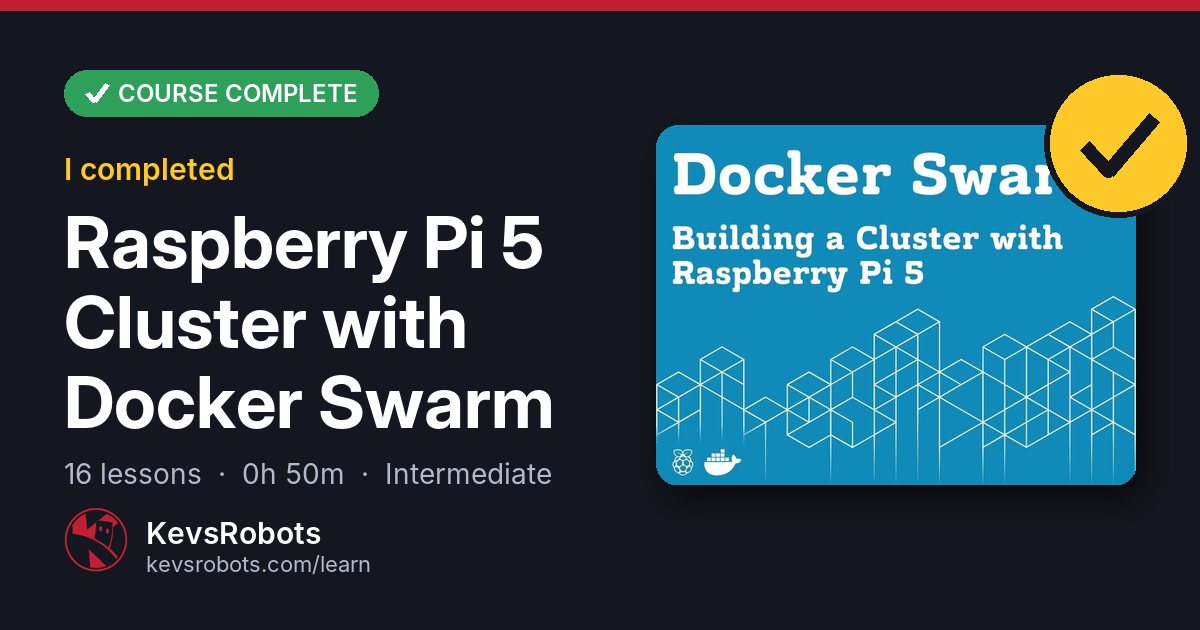 COURSE COMPLETE
I completed
Raspberry Pi 5
Cluster with
Docker Swarm
16 lessons · 0h 50m · Intermediate
KevsRobots
kevsrobots.com/learn
Docker Swar
Building a Cluster with
Raspberry Pi 5